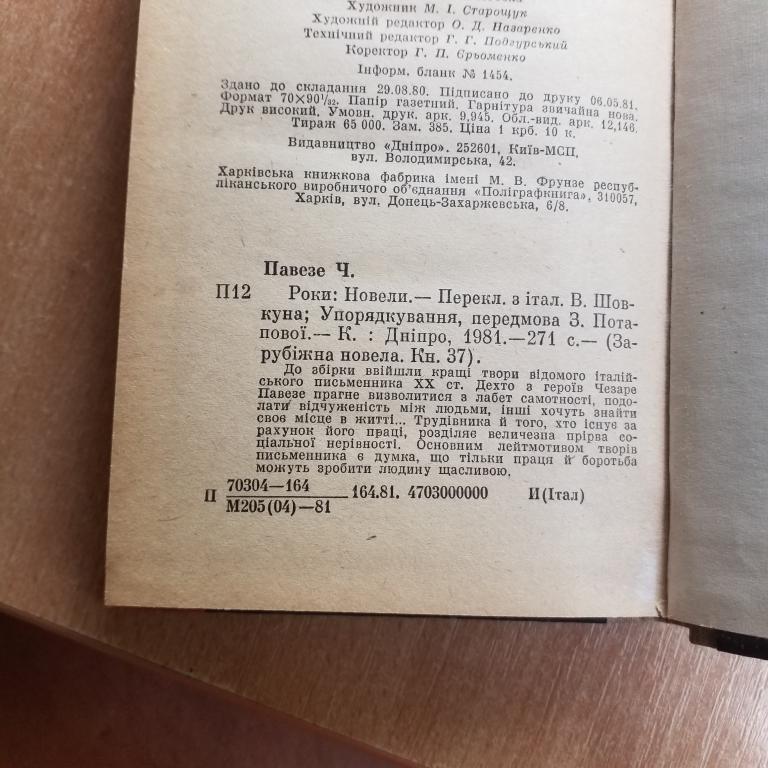 Художник М. І. Старощук
Художній редактор О. Д. Назаренко
Технічний редактор Г. Г. Подгурський
Коректор Г. П. Єрьоменко
Інформ. бланк № 1454.
Здано до складання 29.08.80. Підписано до друку 06.05.81.
Формат 70×90¹/₃₂. Папір газетний. Гарнітура звичайна нова.
Друк високий. Умовн. друк. арк. 9,945. Обл.-вид. арк. 12,146.
Тираж 65 000. Зам. 385. Ціна 1 крб. 10 к.
Видавництво «Дніпро». 252601, Київ-МСП,
вул. Володимирська, 42.
Харківська книжкова фабрика імені М. В. Фрунзе респуб-
ліканського виробничого об'єднання «Поліграфкнига», 310057,
Харків, вул. Донець-Захаржевська, 6/8.
Павезе Ч.
П12 Роки: Новели.— Перекл. з італ. В. Шов-
куна; Упорядкування, передмова З. Пота-
пової.— К. : Дніпро, 1981.—271 с.— (За-
рубіжна новела. Кн. 37).
До збірки ввійшли кращі твори відомого італій-
ського письменника XX ст. Дехто з героїв Чезаре
Павезе прагне визволитися з лабет самотності, подо-
лати відчуженість між людьми, інші хочуть знайти
своє місце в житті... Трудівника й того, хто існує за
рахунок його праці, розділяє величезна прірва со-
ціальної нерівності. Основним лейтмотивом творів
письменника є думка, що тільки праця й боротьба
можуть зробити людину щасливою.
П 70304—164 164.81. 4703000000 И(Італ)
М205(04)—81